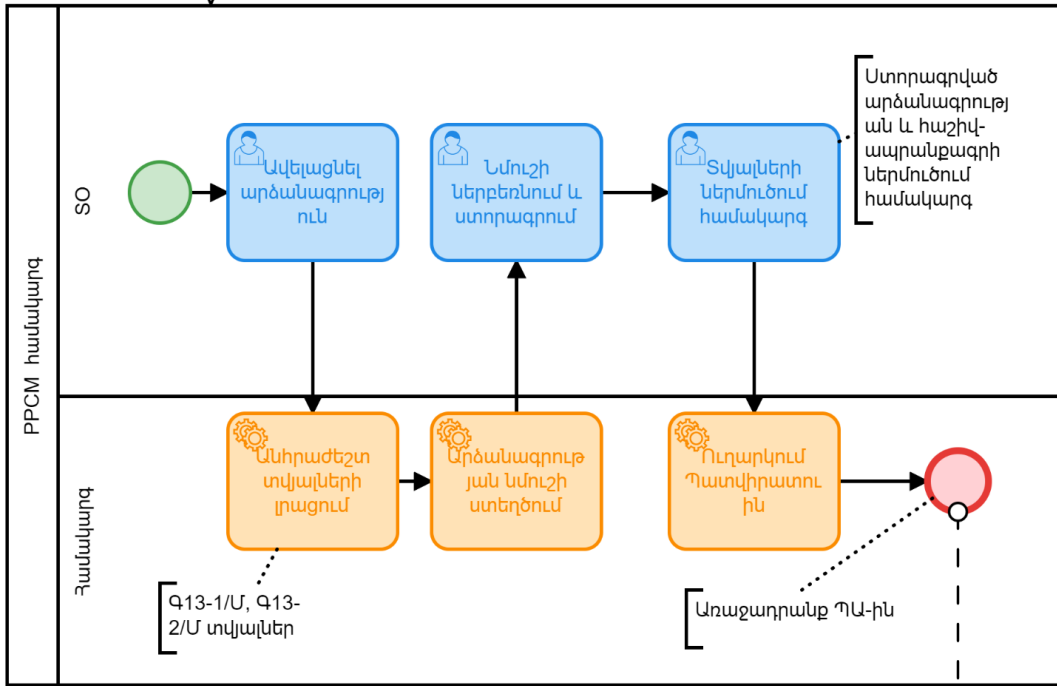 PPCM համակարգ
SO
Ավելացնել
արձանագրությ
ուն
Նմուշի
ներբեռնում և
ստորագրում
Տվյալների
ներմուծում
համակարգ
Ստորագրված
արձանագրությ
ան և հաշիվ-
ապրանքագրի
ներմուծում
համակարգ
Համակարգ
Անհրաժեշտ
տվյալների
լրացում
Արձանագրութ
յան նմուշի
ստեղծում
Ուղարկում
Պատվիրատու
ին
Գ13-1/Մ, Գ13-
2/Մ տվյալներ
Առաջադրանք ՊԱ-ին